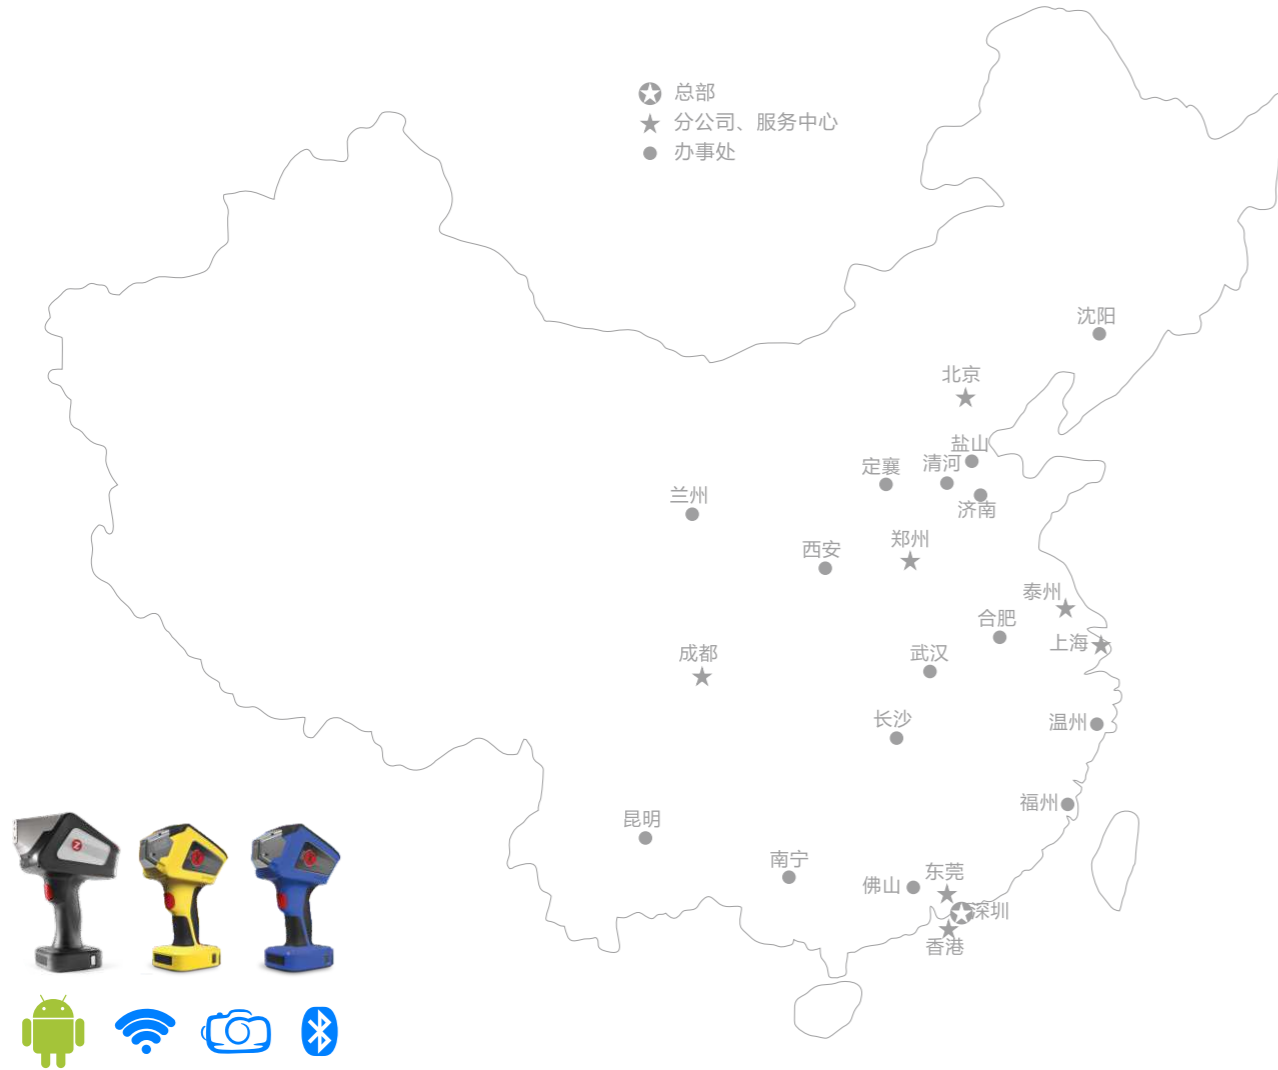 总部
分公司、服务中心
办事处
沈阳
北京
盐山
定襄
清河
兰州
济南
郑州
西安
泰州
合肥
上海
成都
武汉
长沙
温州
福州
昆明
南宁
东莞
佛山
深圳
香港
Z